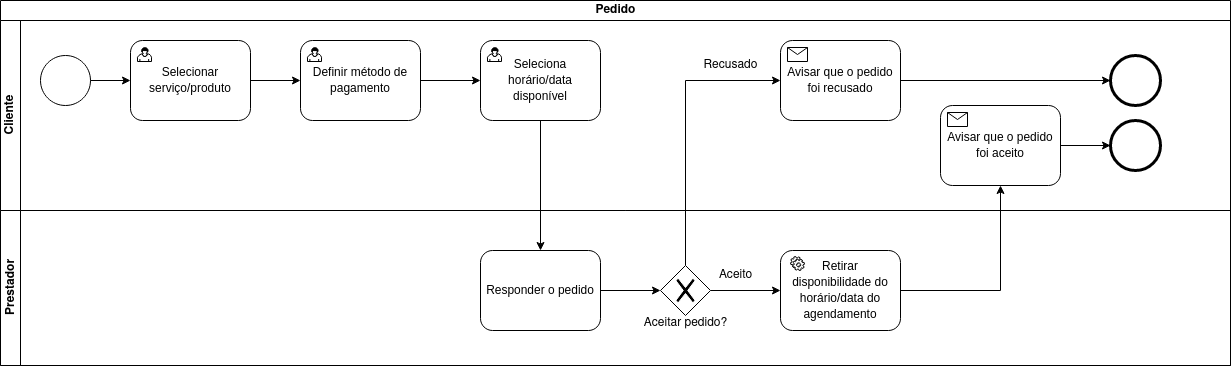 Pedido
Cliente
Selecionar
serviço/produto
Definir método de
pagamento
Seleciona
horário/data
disponível
Recusado
Avisar que o pedido
foi recusado
Avisar que o pedido
foi aceito
Prestador
Responder o pedido
Aceitar pedido?
Aceito
Retirar
disponibilidade do
horário/data do
agendamento